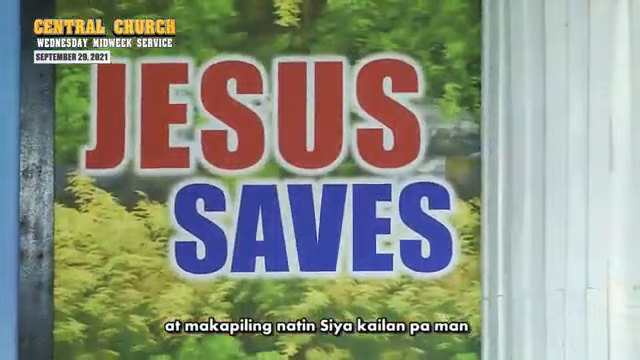 CENTRAL CHURCH
WEDNESDAY MIDWEEK SERVICE
SEPTEMBER 29, 2021
JESUS
SAVES
at makapiling natin Siya kailan pa man